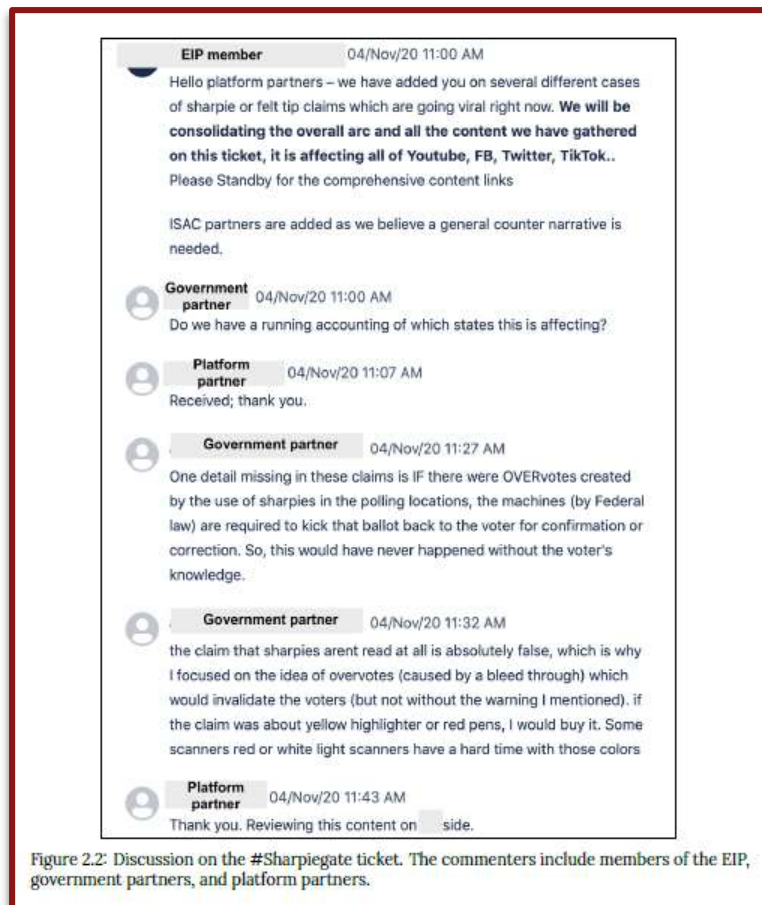 EIP member 04/Nov/20 11:00 AM
Hello platform partners – we have added you on several different cases
of sharpie or felt tip claims which are going viral right now. We will be
consolidating the overall arc and all the content we have gathered
on this ticket, it is affecting all of Youtube, FB, Twitter, TikTok..
Please Standby for the comprehensive content links
ISAC partners are added as we believe a general counter narrative is
needed.
Government
partner 04/Nov/20 11:00 AM
Do we have a running accounting of which states this is affecting?
Platform
partner 04/Nov/20 11:07 AM
Received; thank you.
Government partner 04/Nov/20 11:27 AM
One detail missing in these claims is IF there were OVERvotes created
by the use of sharpies in the polling locations, the machines (by Federal
law) are required to kick that ballot back to the voter for confirmation or
correction. So, this would have never happened without the voter's
knowledge.
Government partner 04/Nov/20 11:32 AM
the claim that sharpies arent read at all is absolutely false, which is why
I focused on the idea of overvotes (caused by a bleed through) which
would invalidate the voters (but not without the warning I mentioned). if
the claim was about yellow highlighter or red pens, I would buy it. Some
scanners red or white light scanners have a hard time with those colors
Platform
partner 04/Nov/20 11:43 AM
Thank you. Reviewing this content on side.
Figure 2.2: Discussion on the #Sharpiegate ticket. The commenters include members of the EIP,
government partners, and platform partners.